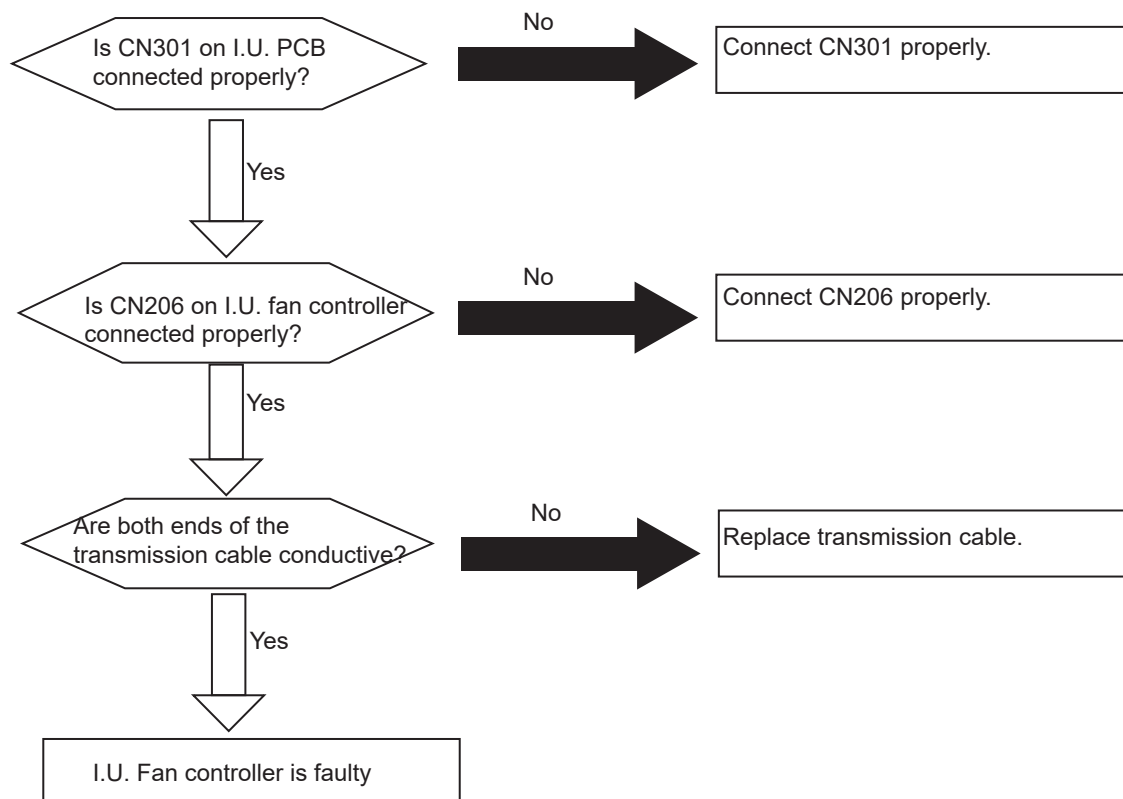 Is CN301 on I.U. PCB
connected properly?
No
Connect CN301 properly.
Yes
Is CN206 on I.U. fan controller
connected properly?
No
Connect CN206 properly.
Yes
Are both ends of the
transmission cable conductive?
No
Replace transmission cable.
Yes
I.U. Fan controller is faulty